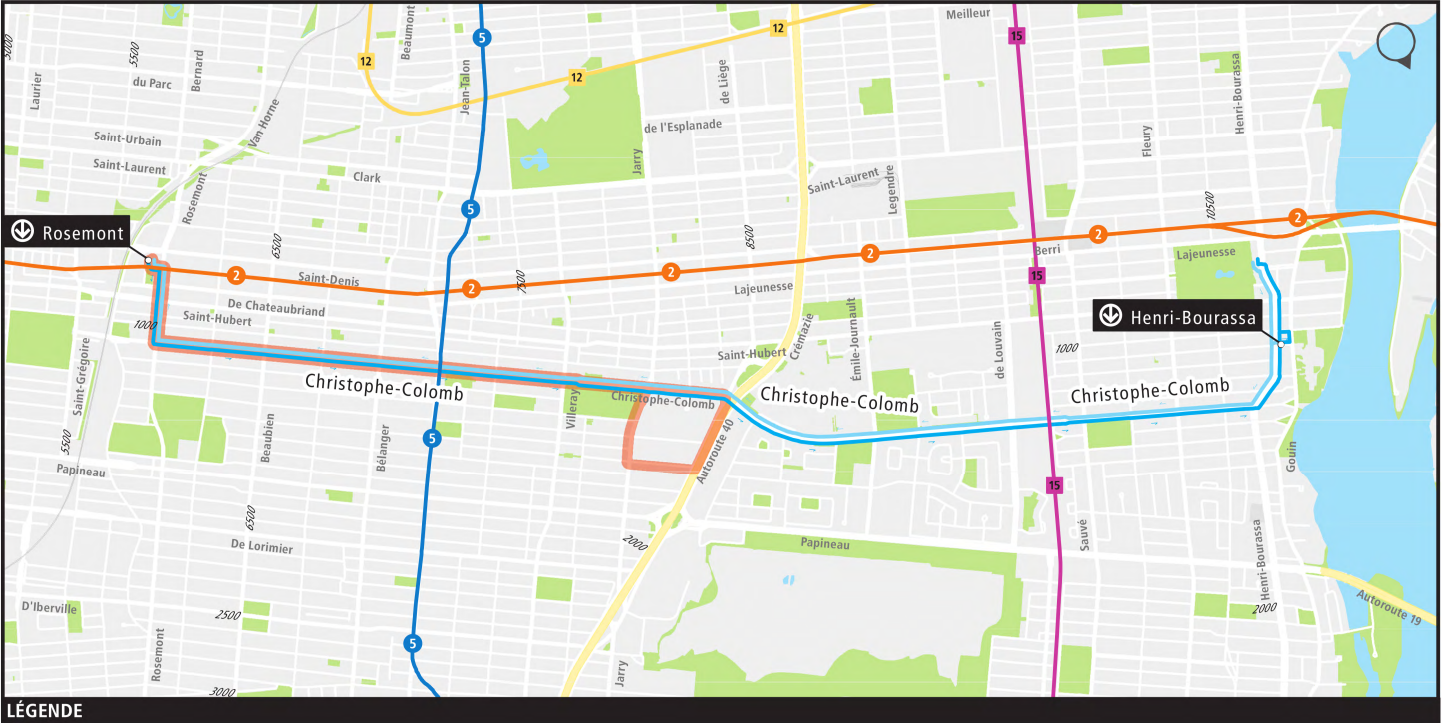 Meilleur
12
5
15
12
12
5000
5500
Beaumont
Laurier
Bernard
du Parc
Jean-Talon
de Liège
Henri-Bourassa
Van Horne
de l'Esplanade
Saint-Urbain
Fleury
Saint-Laurent
Jarry
Clark
Saint-Laurent
Legendre
Rosemont
5
10500
2
Rosemont
2
6500
8500
Berri
2
Lajeunesse
2
2
2
15
Saint-Denis
7500
Lajeunesse
De Chateaubriand
Saint-Hubert
1000
Henri-Bourassa
Crémazie
Émile-Journault
de Louvain
1000
Saint-Hubert
Saint-Grégoire
Christophe-Colomb
Christophe-Colomb
Christophe-Colomb
Christophe-Colomb
Villeray
Beaubien
Bélanger
5
5500
Autoroute 40
Gouin
Papineau
15
6500
2000
Sauvé
Papineau
De Lorimier
Henri-Bourassa
D'Iberville
2500
2000
Autoroute 19
5
Rosemont
Jarry
3000
LÉGENDE